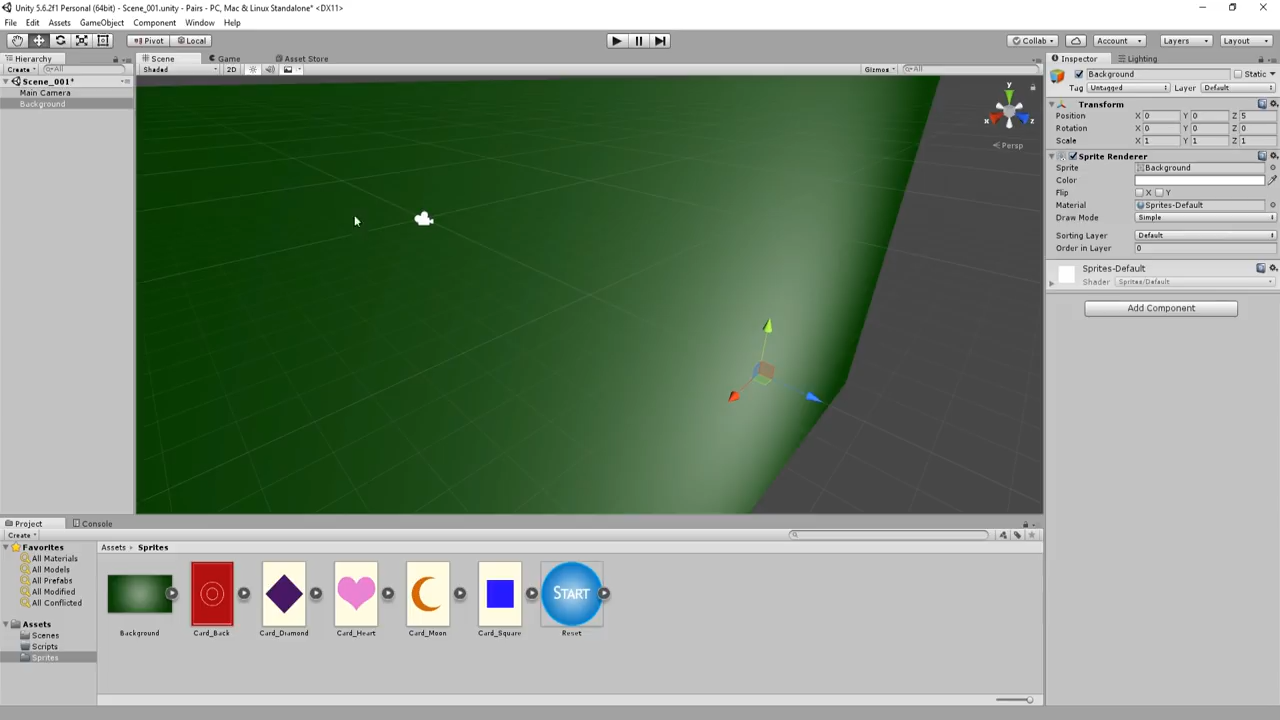 Unity 5.6.2f1 Personal (64bit) - Scene_001.unity - Pairs - PC, Mac & Linux Standalone* <DX11>
File Edit Assets GameObject Component Window Help
Pivot Local Collab Account Layers Layout
Hierarchy Scene Game Asset Store Inspector Lighting
Create All Shaded 2D Gizmos All Background Static
Scene_001*
Main Camera Tag Untagged Layer Default
Background
Transform
Position X 0 Y 0 Z 5
Rotation X 0 Y 0 Z 0
Scale X 1 Y 1 Z 1
y
x z
Persp
Sprite Renderer
Sprite Background
Color
Flip X Y
Material Sprites-Default
Draw Mode Simple
Sorting Layer Default
Order in Layer 0
Sprites-Default
Shader Sprites/Default
Add Component
Project Console
Create
Favorites Assets Sprites
All Materials
All Models
All Prefabs
All Modified
All Conflicted
START
Assets
Scenes
Scripts
Sprites
Background Card_Back Card_Diamond Card_Heart Card_Moon Card_Square Reset